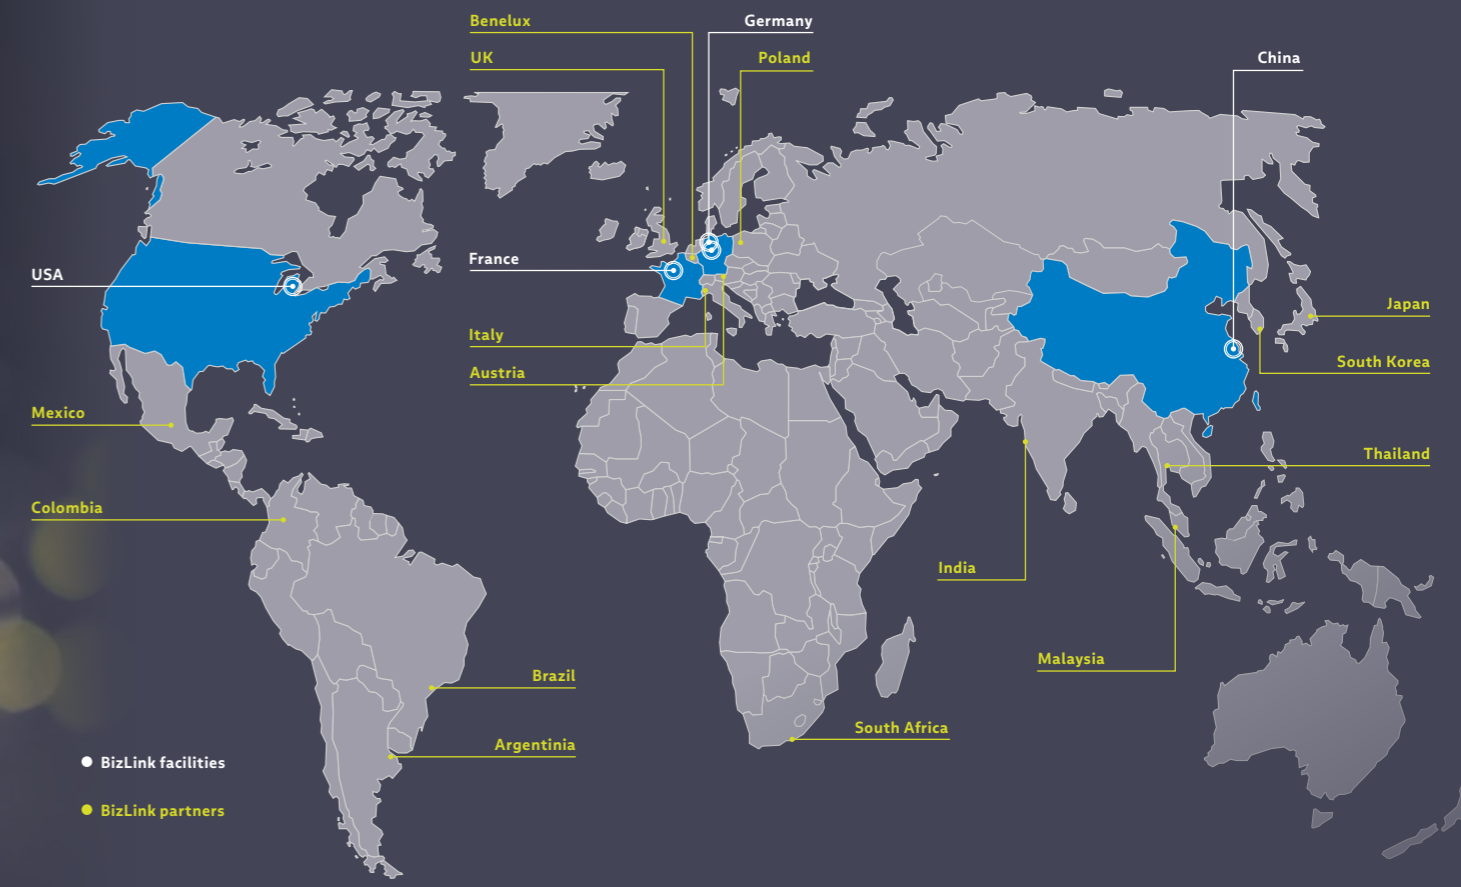 Benelux
Germany
UK
Poland
China
France
USA
Japan
Italy
South Korea
Austria
Mexico
Thailand
Colombia
India
Malaysia
Brazil
South Africa
Argentinia
BizLink facilities
BizLink partners